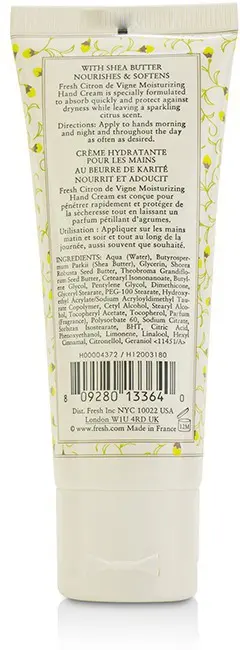 WITH SHEA BUTTER
NOURISHES & SOFTENS
Fresh Citron de Vigne Moisturizing
Hand Cream is specially formulated
to absorb quickly and protect against
dryness while leaving a sparkling
citrus scent.
Directions: Apply to hands morning
and night and throughout the day
as often as desired.
CRÈME HYDRATANTE
POUR LES MAINS
AU BEURRE DE KARITÉ
NOURRIT ET ADOUCIT
Fresh Citron de Vigne Moisturizing
Hand Cream est conçue pour
pénétrer rapidement et protéger de
la sécheresse tout en laissant un
parfum pétillant d'agrumes.
Utilisation : Appliquer sur les mains
matin et soir et tout au long de la
journée, aussi souvent que souhaité.
INGREDIENTS: Aqua (Water), Butyrosper-
mum Parkii (Shea Butter), Glycerin, Shorea
Robusta Seed Butter, Theobroma Grandiflo-
rum Seed Butter, Cetearyl Isononanoate, Buty-
lene Glycol, Pentylene Glycol, Dimethicone,
Glyceryl Stearate, PEG-100 Stearate, Hydroxy-
ethyl Acrylate/Sodium Acryloyldimethyl Tau-
rate Copolymer, Cetyl Alcohol, Stearyl Alco-
hol, Tocopheryl Acetate, Tocopherol, Parfum
(Fragrance), Polysorbate 60, Sodium Citrate,
Sorbitan Isostearate, BHT, Citric Acid,
Phenoxyethanol, Limonene, Linalool, Hexyl
Cinnamal, Citronellol, Geraniol <11431/A>
H00004372 / H12003180
8 09280 13364 0
Dist. Fresh Inc NYC 10022 USA
London W1U 4RD UK
© www.fresh.com Made in France
12M